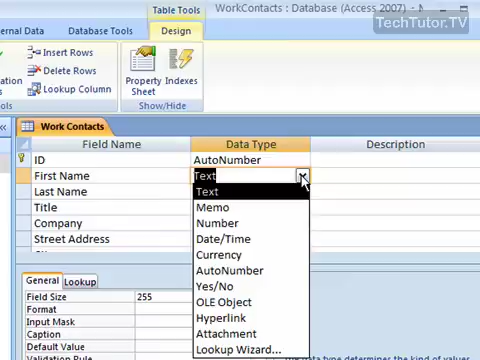 Table Tools
WorkContacts : Database (Access 2007) -
TechTutor.TV
ernal Data
Database Tools
Design
Insert Rows
Delete Rows
Lookup Column
Property
Sheet
Indexes
Show/Hide
Work Contacts
Field Name
Data Type
Description
ID
AutoNumber
First Name
Text
Last Name
Text
Title
Memo
Company
Number
Street Address
Date/Time
Currency
AutoNumber
Yes/No
OLE Object
Hyperlink
Attachment
Lookup Wizard...
General
Lookup
Field Size
255
Format
Input Mask
Caption
Default Value
Validation Rule